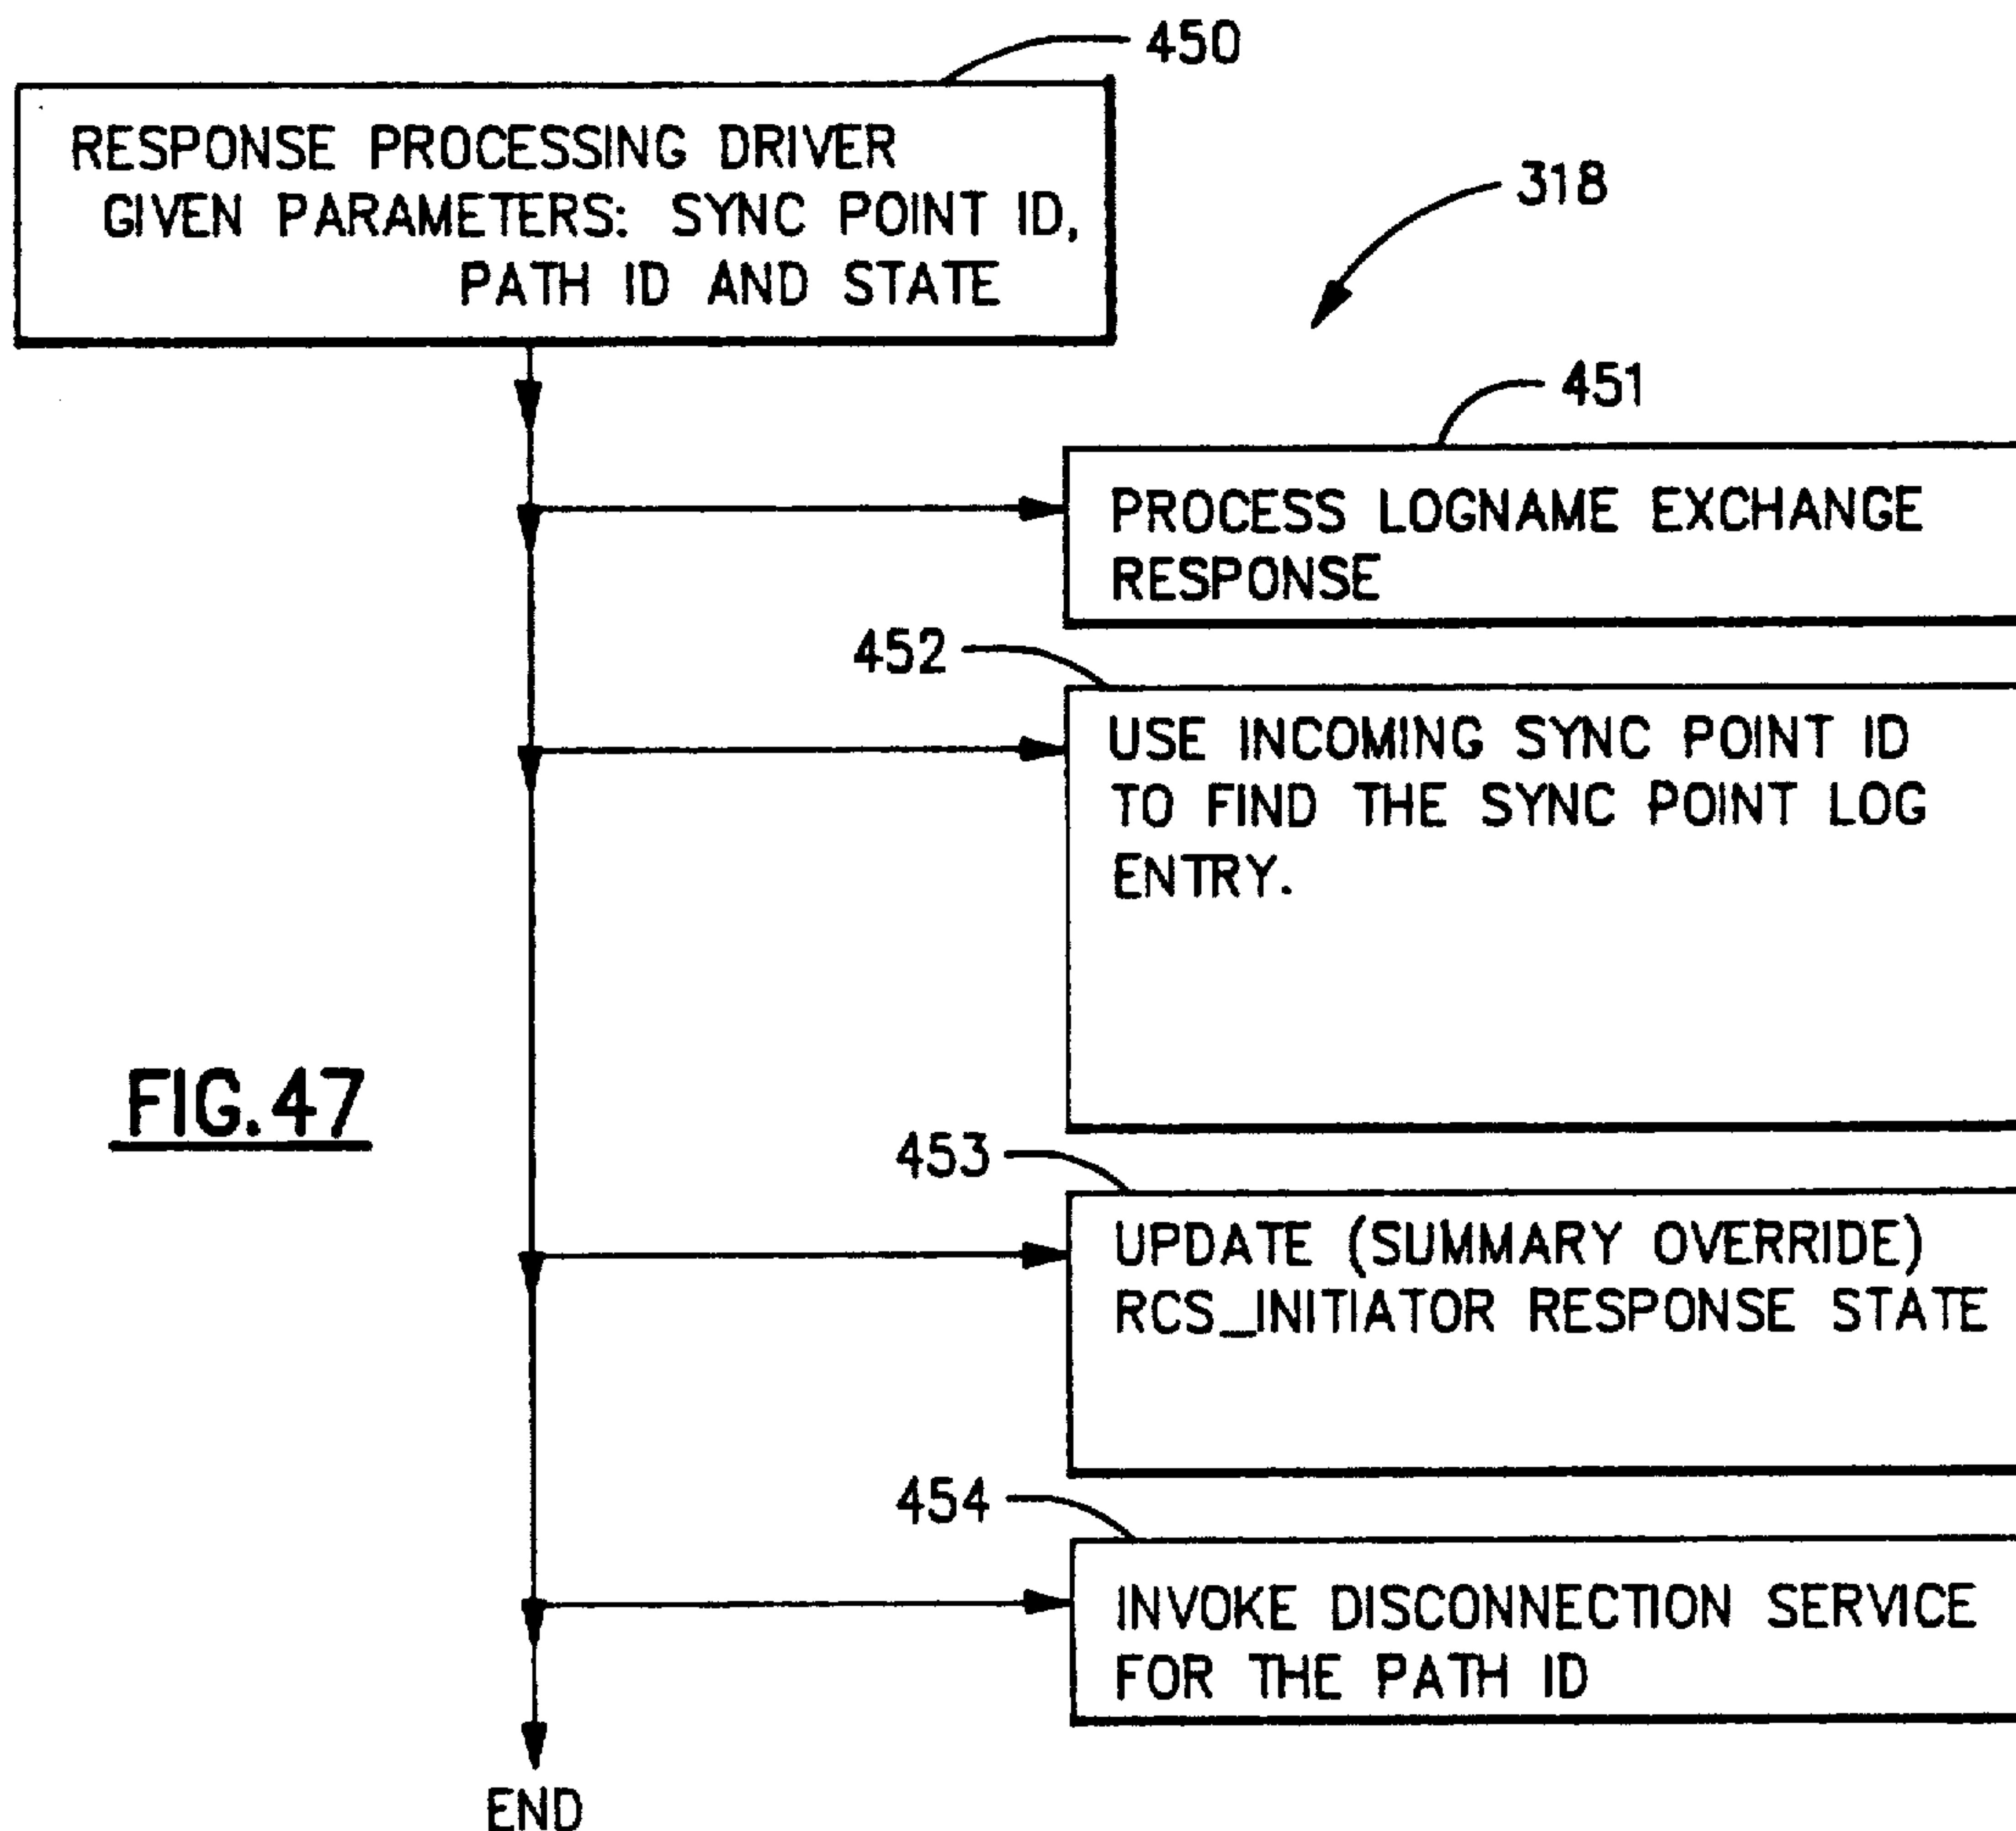 450
RESPONSE PROCESSING DRIVER
GIVEN PARAMETERS: SYNC POINT ID,
PATH ID AND STATE
318
451
PROCESS LOGNAME EXCHANGE
RESPONSE
452
USE INCOMING SYNC POINT ID
TO FIND THE SYNC POINT LOG
ENTRY.
FIG.47
453
UPDATE (SUMMARY OVERRIDE)
RCS_INITIATOR RESPONSE STATE
454
INVOKE DISCONNECTION SERVICE
FOR THE PATH ID
END